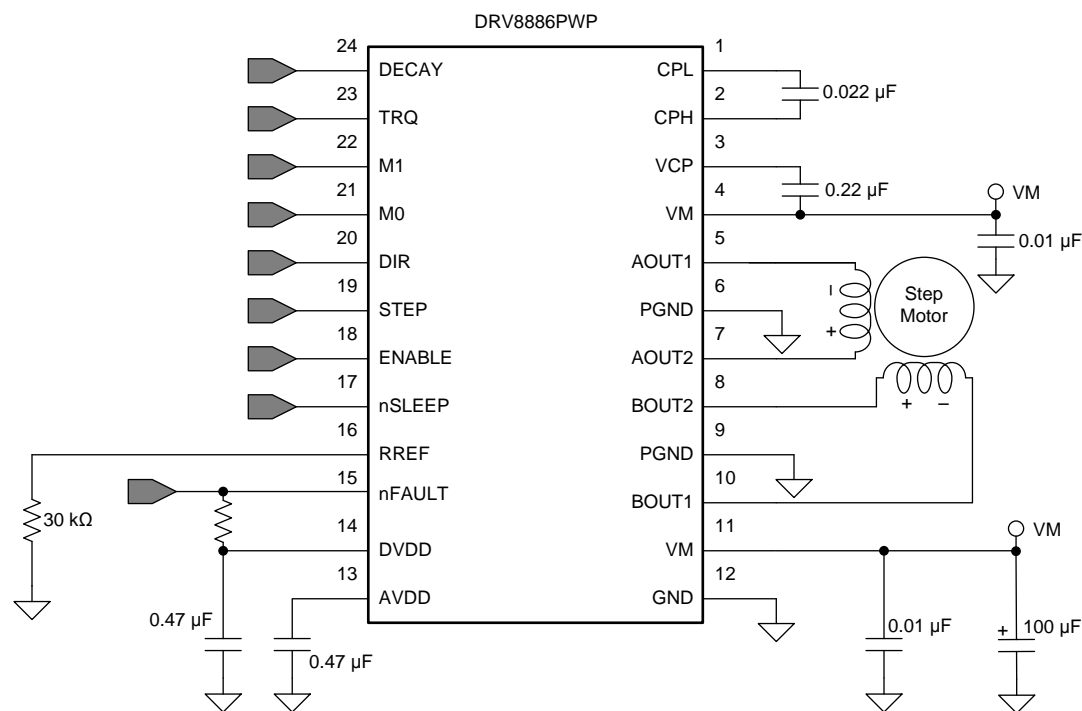 DRV8886PWP
24
DECAY
23
TRQ
22
M1
21
M0
20
DIR
19
STEP
18
ENABLE
17
nSLEEP
16
RREF
15
nFAULT
14
DVDD
13
AVDD
30 kΩ
0.47 µF
0.47 µF
1
CPL
2
CPH
0.022 µF
3
VCP
0.22 µF
4
VM
VM
0.01 µF
5
AOUT1
6
PGND
7
AOUT2
–
+
Step
Motor
8
BOUT2
+ –
9
PGND
10
BOUT1
11
VM
VM
12
GND
0.01 µF
+
100 µF